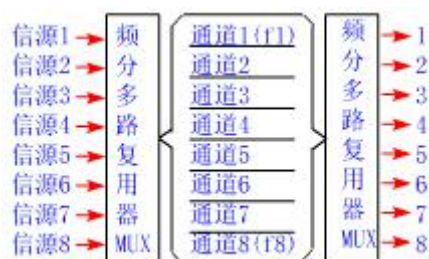 信源1 频 通道1(f1) 频 1
信源2 分 通道2 分 2
信源3 多 通道3 多 3
信源4 路 通道4 路 4
信源5 复 通道5 复 5
信源6 用 通道6 用 6
信源7 器 通道7 器 7
信源8 MUX 通道8(f8) MUX 8